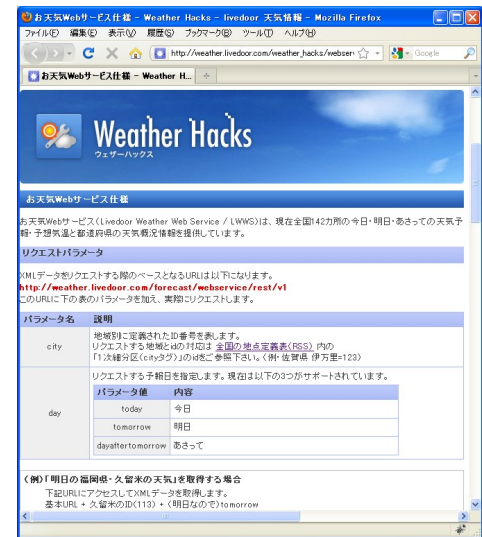 お天気Webサービス仕様 - Weather Hacks - livedoor 天気情報 - Mozilla Firefox
ファイル(F) 編集(E) 表示(V) 履歴(S) ブックマーク(B) ツール(T) ヘルプ(H)
http://weather.livedoor.com/weather_hacks/webser
Google
お天気Webサービス仕様 - Weather H...
Weather Hacks
ウェザーハックス
お天気Webサービス仕様
お天気Webサービス(Livedoor Weather Web Service / LWWS)は、現在全国142カ所の今日・明日・あさっての天気予
報・予想気温と都道府県の天気概況情報を提供しています。
リクエストパラメータ
XMLデータをリクエストする際のベースとなるURLは以下になります。
http://weather.livedoor.com/forecast/webservice/rest/v1
このURLに下の表のパラメータを加え、実際にリクエストします。
パラメータ名 説明
city
地域別に定義されたID番号を表します。
リクエストする地域とidの対応は 全国の地点定義表(RSS) 内の
「1次細分区(cityタグ)」のidをご参照下さい。(例・佐賀県 伊万里=123)
day
リクエストする予報日を指定します。現在は以下の3つがサポートされています。
パラメータ値 内容
today 今日
tomorrow 明日
dayaftertomorrow あさって
(例)「明日の福岡県・久留米の天気」を取得する場合
下記URLにアクセスしてXMLデータを取得します。
基本URL + 久留米のID(113) + (明日なので)tomorrow